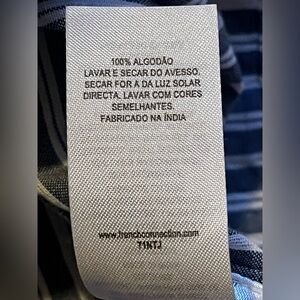 100% ALGODÃO
LAVAR E SECAR DO AVESSO.
SECAR FOR A DA LUZ SOLAR
DIRECTA. LAVAR COM CORES
SEMELHANTES.
FABRICADO NA ÍNDIA
www.frenchconnection.com
71NTJ